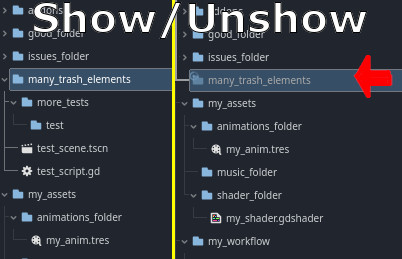 Show/Unshow
addons
good_folder
issues_folder
many_trash_elements
more_tests
test
test_scene.tscn
test_script.gd
my_assets
animations_folder
my_anim.tres
addons
good_folder
issues_folder
many_trash_elements
my_assets
animations_folder
my_anim.tres
music_folder
shader_folder
my_shader.gdshader
my_workflow